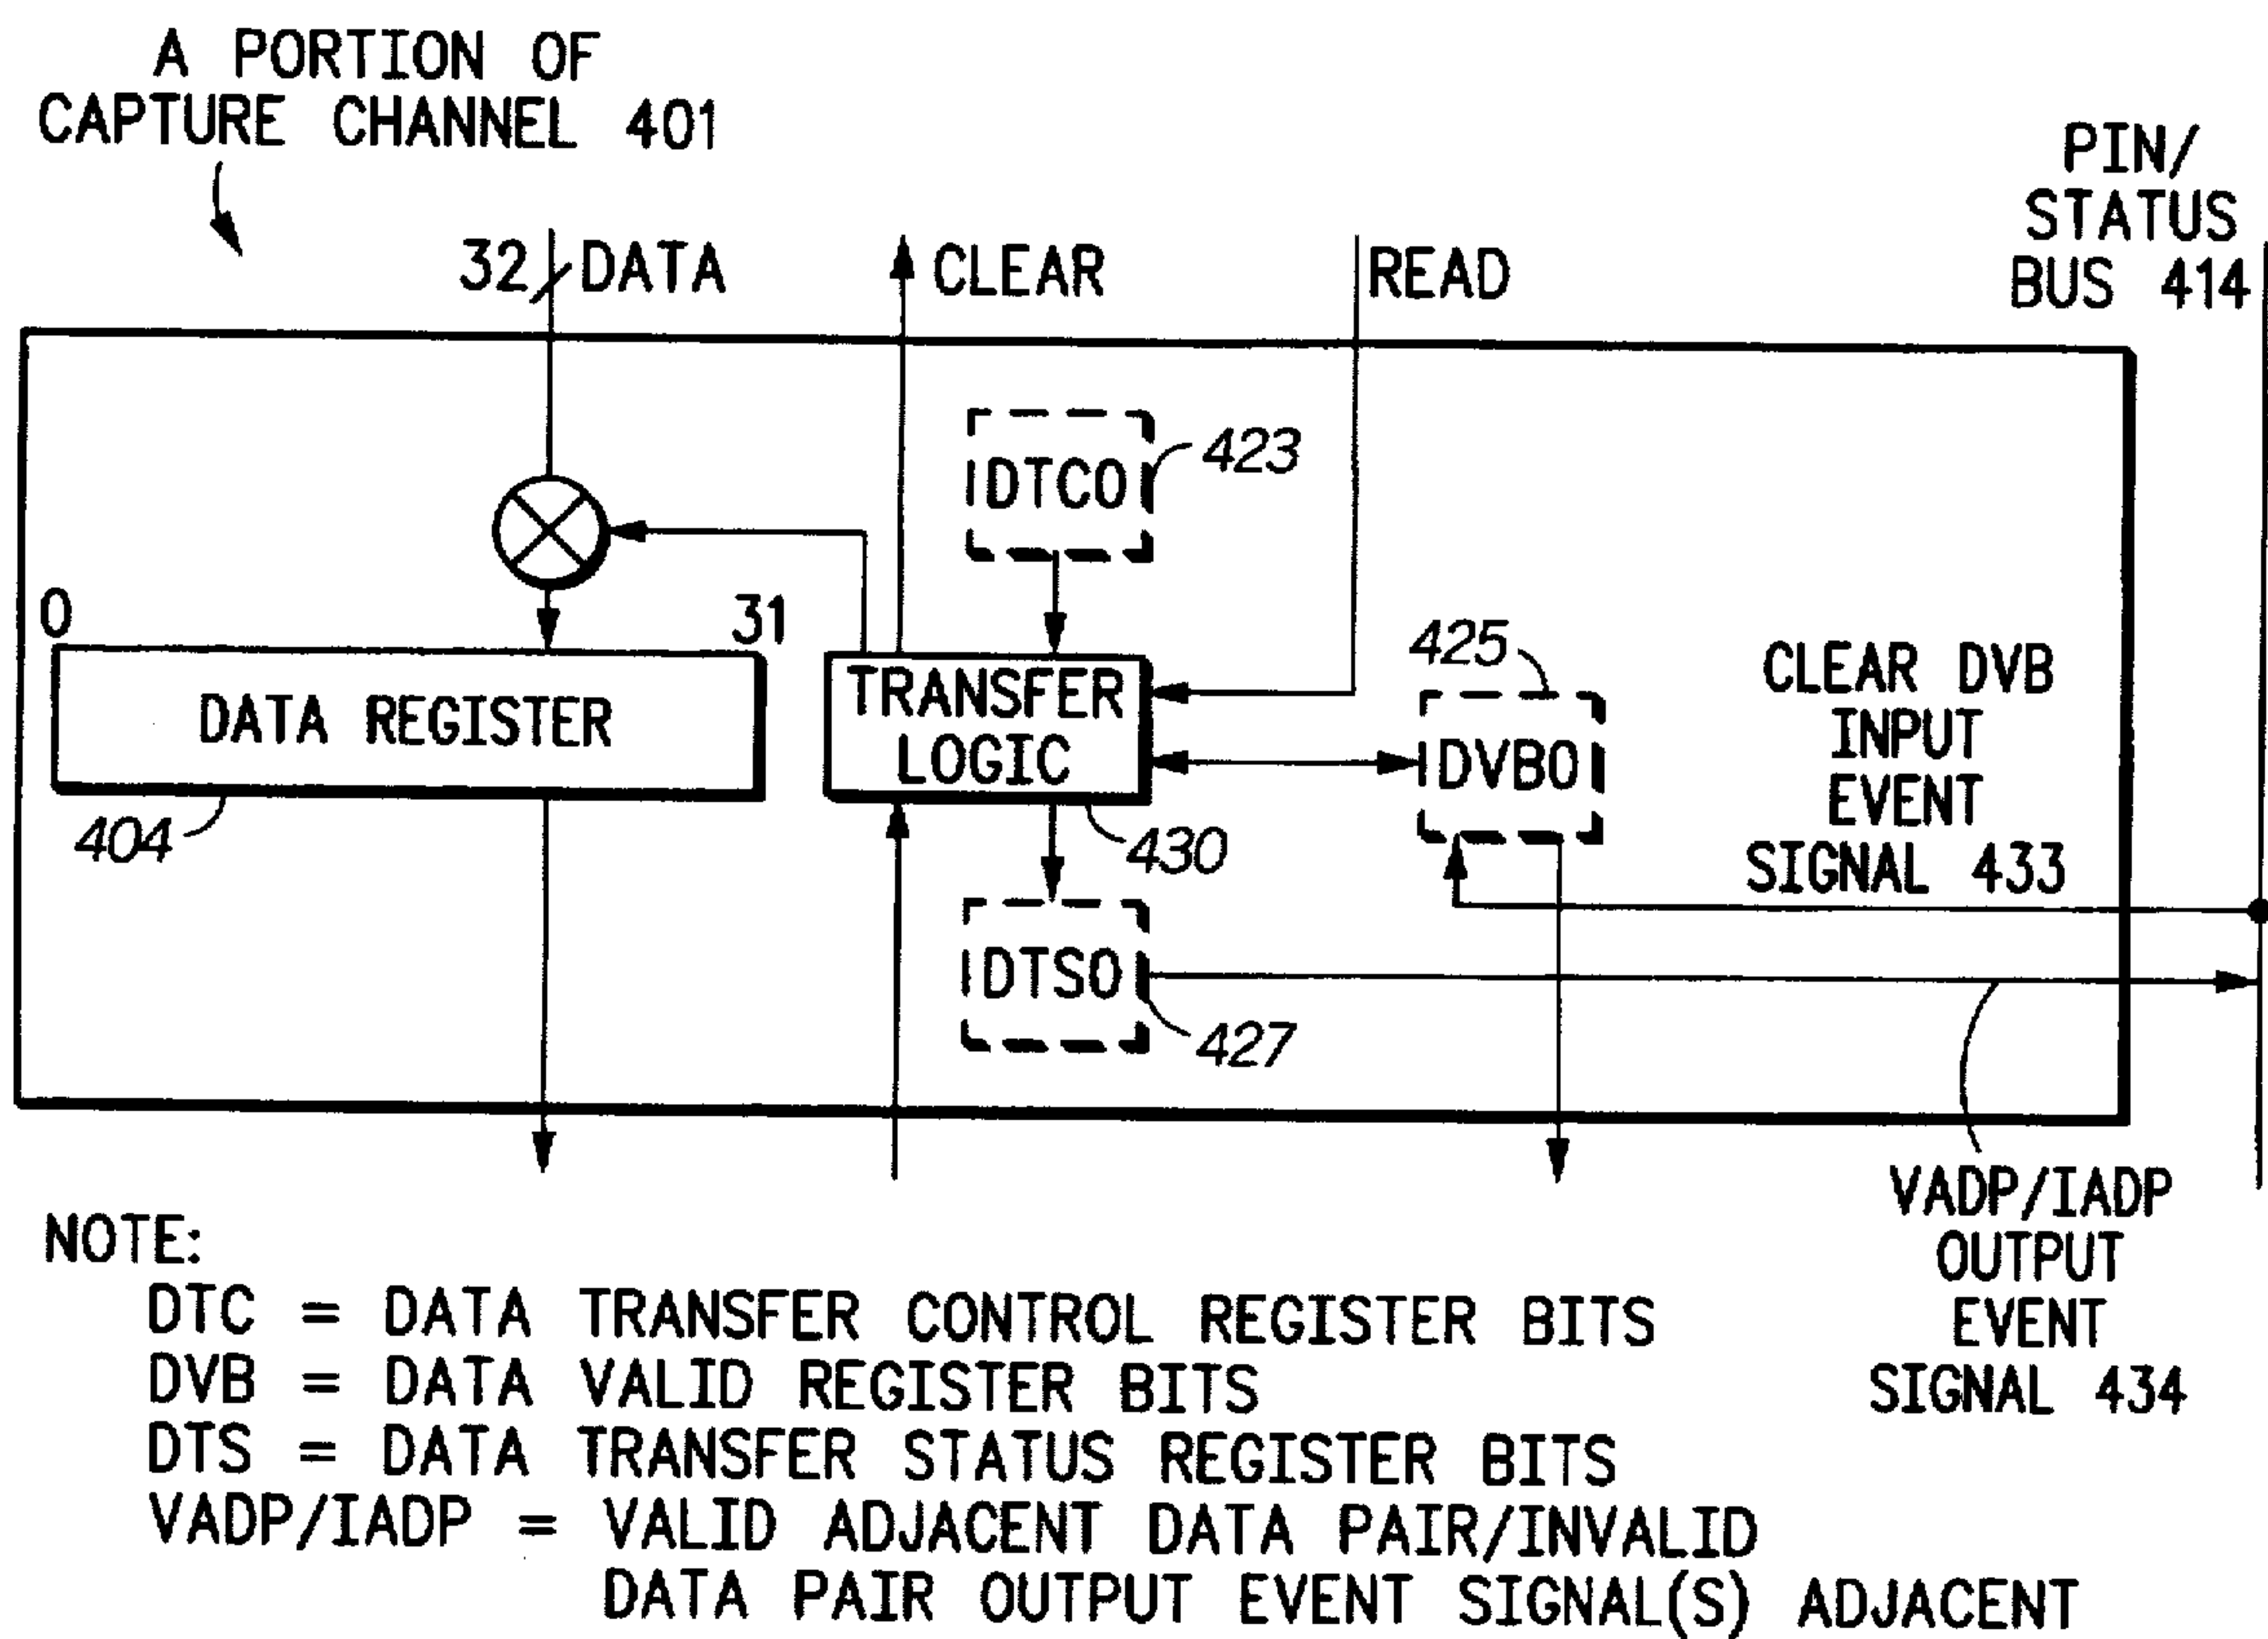 A PORTION OF
CAPTURE CHANNEL 401
PIN/
STATUS
BUS 414
32 DATA
CLEAR
READ
DTC0
423
0
31
DATA REGISTER
404
TRANSFER
LOGIC
430
425
DVB0
CLEAR DVB
INPUT
EVENT
SIGNAL 433
DTS0
427
VADP/IADP
OUTPUT
EVENT
SIGNAL 434
NOTE:
DTC = DATA TRANSFER CONTROL REGISTER BITS
DVB = DATA VALID REGISTER BITS
DTS = DATA TRANSFER STATUS REGISTER BITS
VADP/IADP = VALID ADJACENT DATA PAIR/INVALID
DATA PAIR OUTPUT EVENT SIGNAL(S) ADJACENT